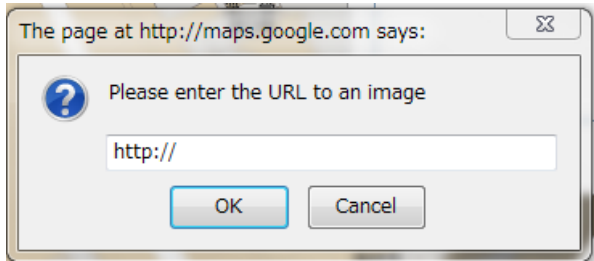 The page at http://maps.google.com says:
Please enter the URL to an image
http://
OK Cancel